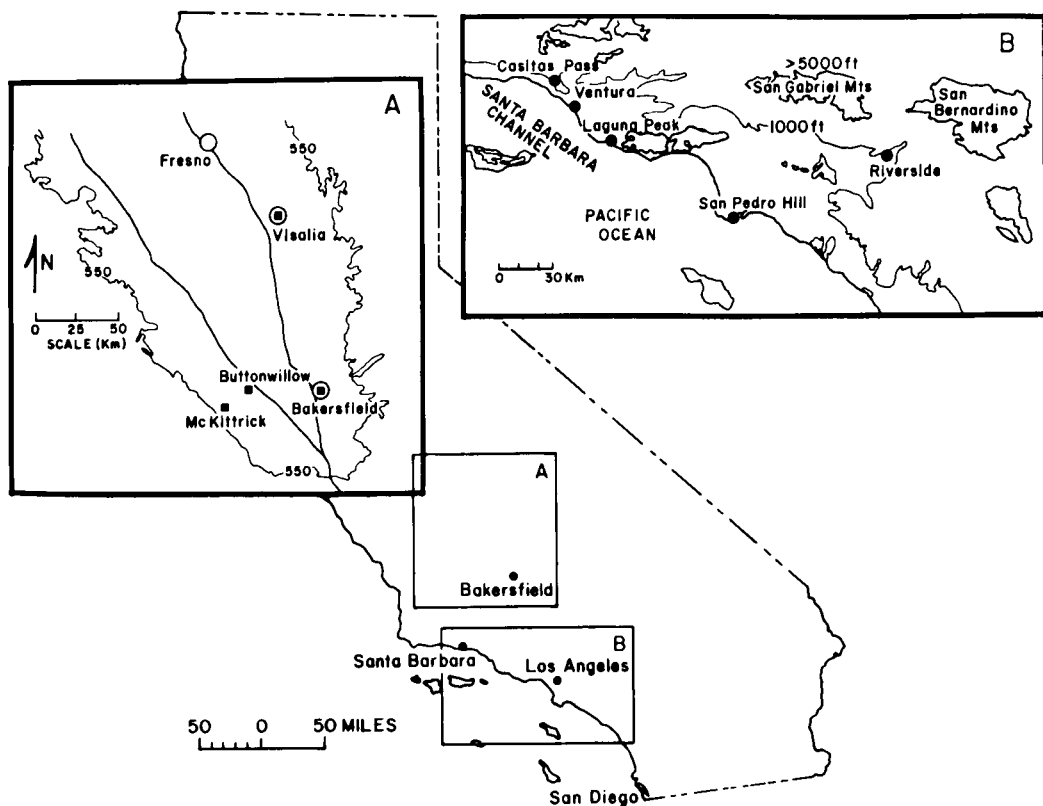 A
550
Fresno
Visalia
N
550
0 25 50
SCALE (Km)
Buttonwillow
McKittrick
Bakersfield
550
B
Casitas Pass
Ventura
SANTA BARBARA
CHANNEL
Laguna Peak
>5000ft
San Gabriel Mts
San
Bernardino
Mts
1000ft
Riverside
San Pedro Hill
PACIFIC
OCEAN
0 30 Km
A
Bakersfield
B
Santa Barbara
Los Angeles
50 0 50 MILES
San Diego